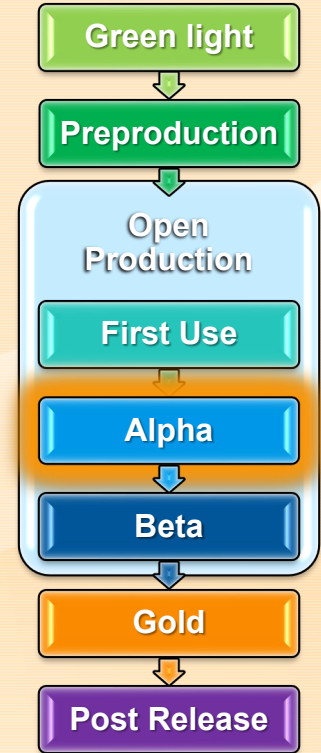 Green light
Preproduction
Open
Production
First Use
Alpha
Beta
Gold
Post Release